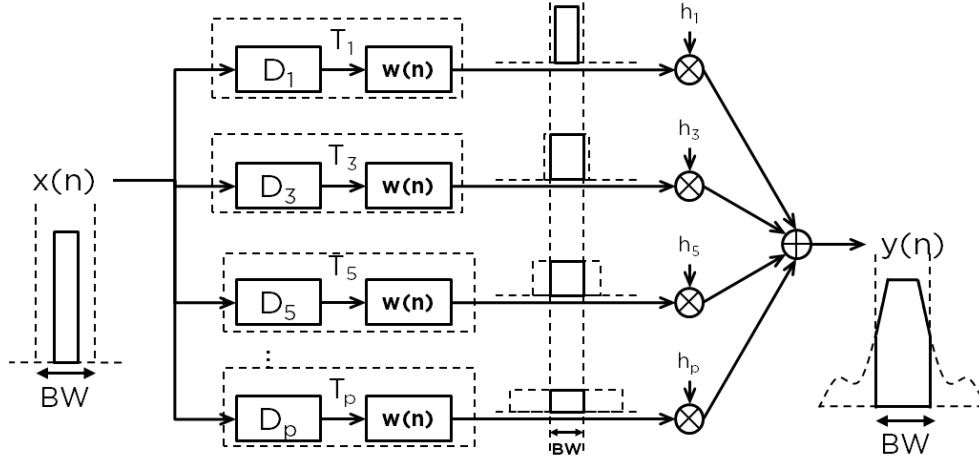 T₁
D₁ w(n)
h₁
T₃
D₃ w(n)
h₃
x(n)
BW
T₅
D₅ w(n)
h₅
y(n)
BW
⋮
Tₚ
Dₚ w(n)
hₚ
BW